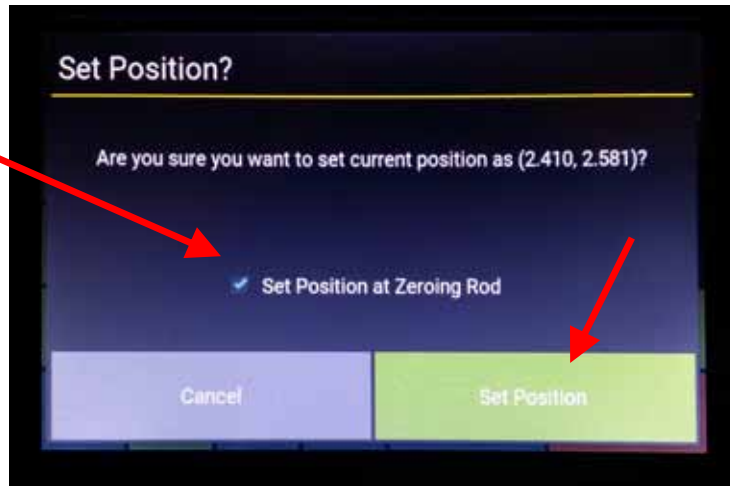 Set Position?
Are you sure you want to set current position as (2.410, 2.581)?
Set Position at Zeroing Rod
Cancel
Set Position